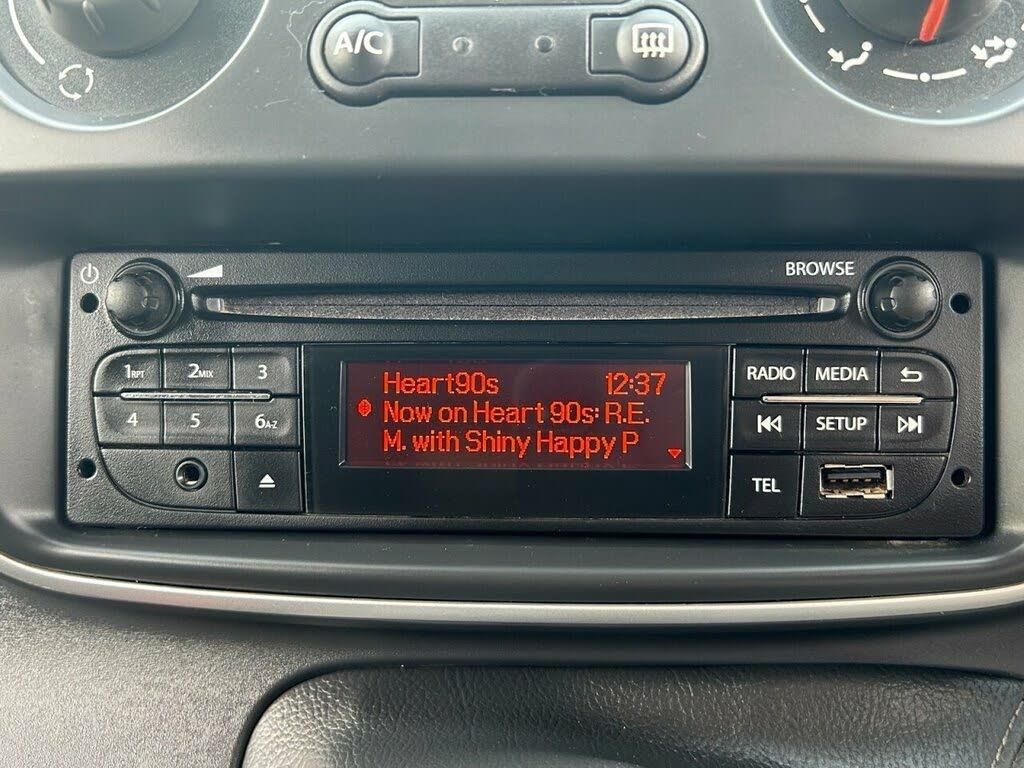 A/C
BROWSE
1RPT 2MIX 3
4 5 6A-Z
Heart90s 12:37
Now on Heart 90s: R.E.
M. with Shiny Happy P
RADIO MEDIA
SETUP
TEL